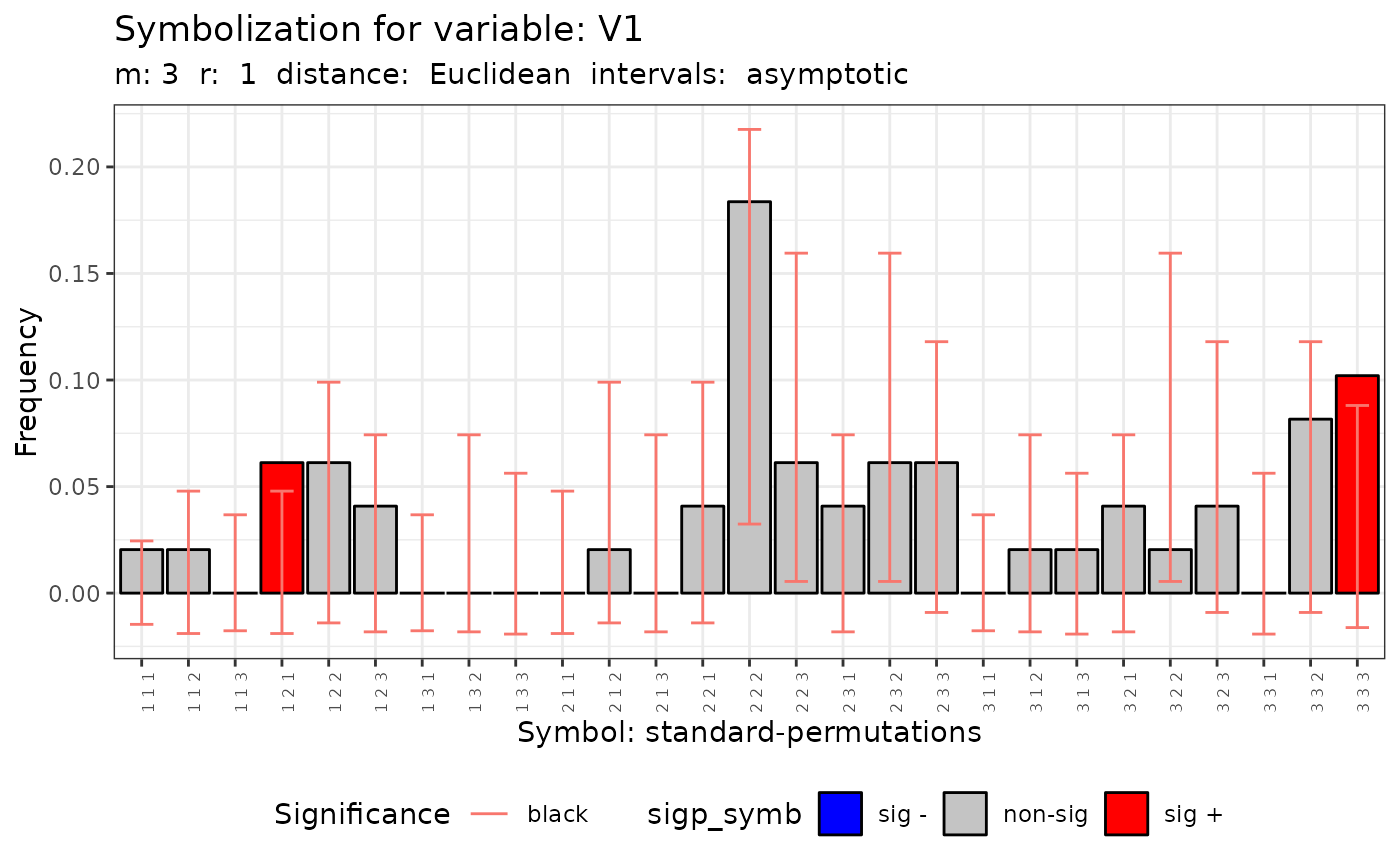 Symbolization for variable: V1
m: 3 r: 1 distance: Euclidean intervals: asymptotic
Frequency
0.20
0.15
0.10
0.05
0.00
1 1 1
1 1 2
1 1 3
1 2 1
1 2 2
1 2 3
1 3 1
1 3 2
1 3 3
2 1 1
2 1 2
2 1 3
2 2 1
2 2 2
2 2 3
2 3 1
2 3 2
2 3 3
3 1 1
3 1 2
3 1 3
3 2 1
3 2 2
3 2 3
3 3 1
3 3 2
3 3 3
Symbol: standard-permutations
Significance black sigp_symb sig - non-sig sig +